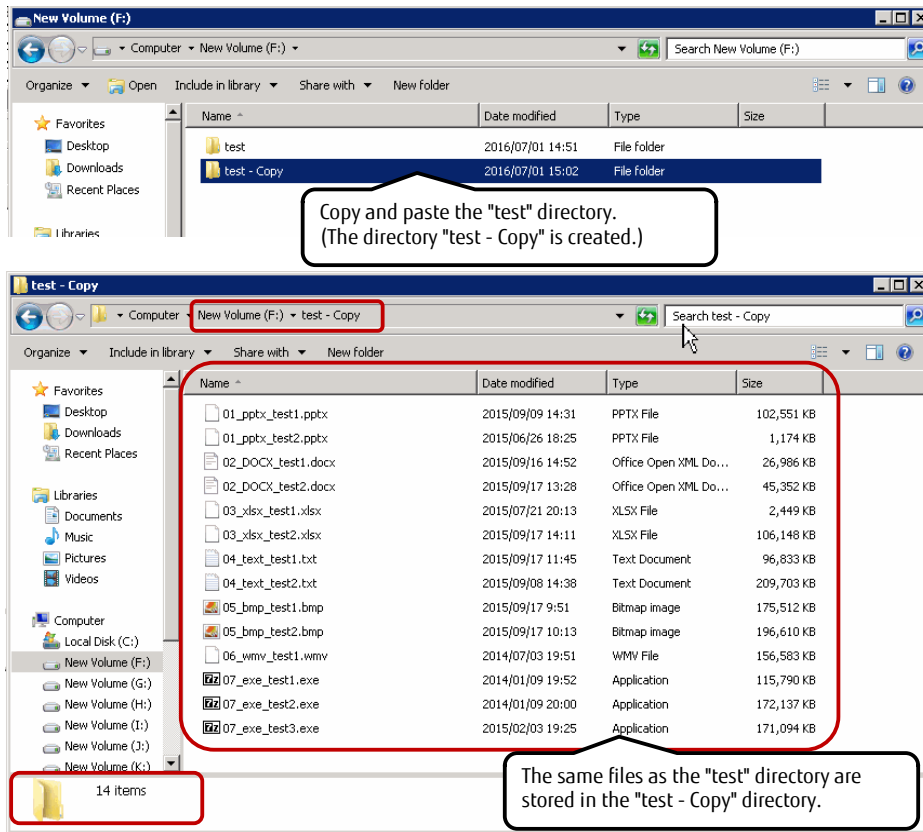 New Volume (F:)
Computer New Volume (F:) Search New Volume (F:)
Organize Open Include in library Share with New folder
Name Date modified Type Size
Favorites
Desktop
Downloads
Recent Places
Libraries
test 2016/07/01 14:51 File folder
test - Copy 2016/07/01 15:02 File folder
Copy and paste the "test" directory.
(The directory "test - Copy" is created.)
test - Copy
Computer New Volume (F:) test - Copy Search test - Copy
Organize Include in library Share with New folder
Name Date modified Type Size
Favorites
Desktop
Downloads
Recent Places
Libraries
Documents
Music
Pictures
Videos
Computer
Local Disk (C:)
New Volume (F:)
New Volume (G:)
New Volume (H:)
New Volume (I:)
New Volume (J:)
New Volume (K:)
01_pptx_test1.pptx 2015/09/09 14:31 PPTX File 102,551 KB
01_pptx_test2.pptx 2015/06/26 18:25 PPTX File 1,174 KB
02_DOCX_test1.docx 2015/09/16 14:52 Office Open XML Do... 26,986 KB
02_DOCX_test2.docx 2015/09/17 13:28 Office Open XML Do... 45,352 KB
03_xlsx_test1.xlsx 2015/07/21 20:13 XLSX File 2,449 KB
03_xlsx_test2.xlsx 2015/09/17 14:11 XLSX File 106,148 KB
04_text_test1.txt 2015/09/17 11:45 Text Document 96,833 KB
04_text_test2.txt 2015/09/08 14:38 Text Document 209,703 KB
05_bmp_test1.bmp 2015/09/17 9:51 Bitmap image 175,512 KB
05_bmp_test2.bmp 2015/09/17 10:13 Bitmap image 196,610 KB
06_wmv_test1.wmv 2014/07/03 19:51 WMV File 156,583 KB
07_exe_test1.exe 2014/01/09 19:52 Application 115,790 KB
07_exe_test2.exe 2014/01/09 20:00 Application 172,137 KB
07_exe_test3.exe 2015/02/03 19:25 Application 171,094 KB
The same files as the "test" directory are
stored in the "test - Copy" directory.
14 items